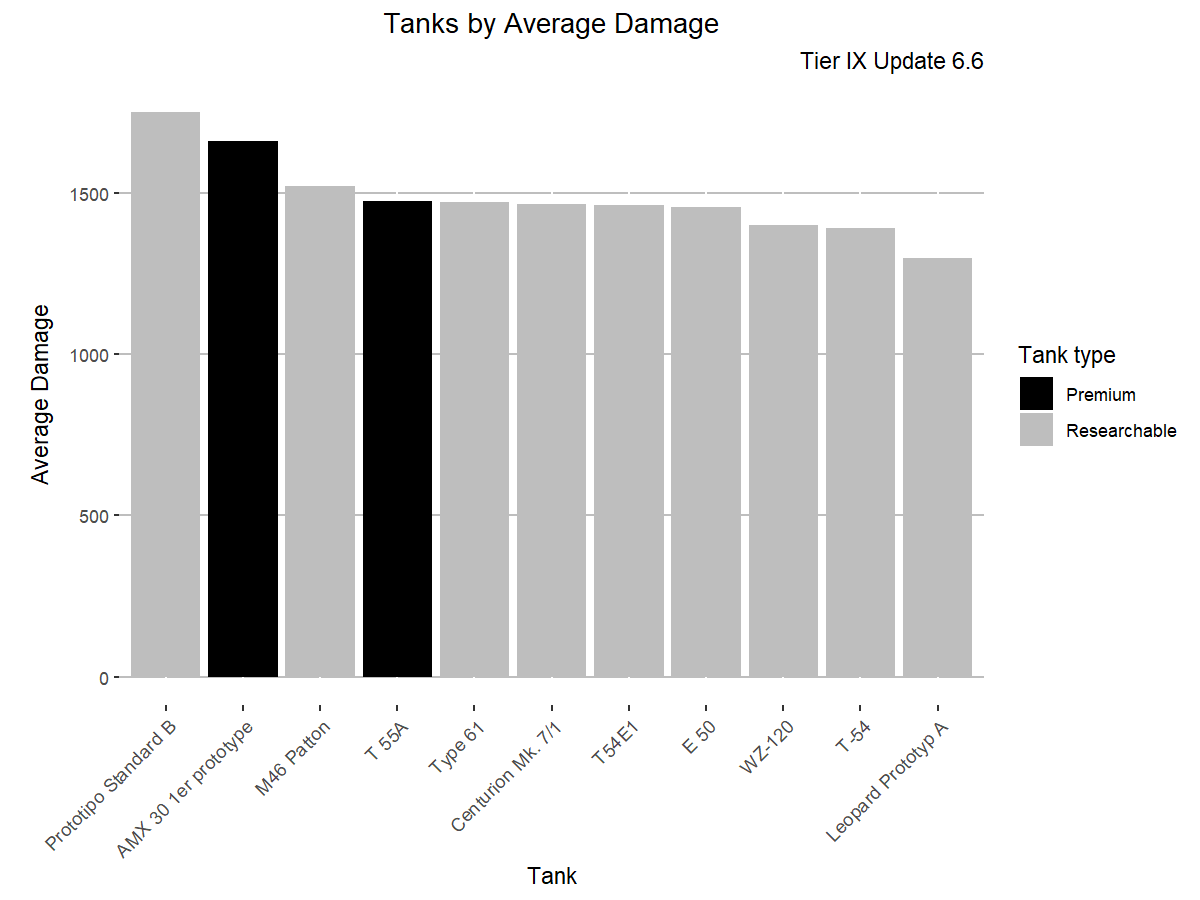 Tanks by Average Damage
Tier IX Update 6.6
Average Damage
1500
1000
500
0
Prototipo Standard B
AMX 30 1er prototype
M46 Patton
T 55A
Type 61
Centurion Mk. 7/1
T54E1
E 50
WZ-120
T-54
Leopard Prototyp A
Tank
Tank type
Premium
Researchable